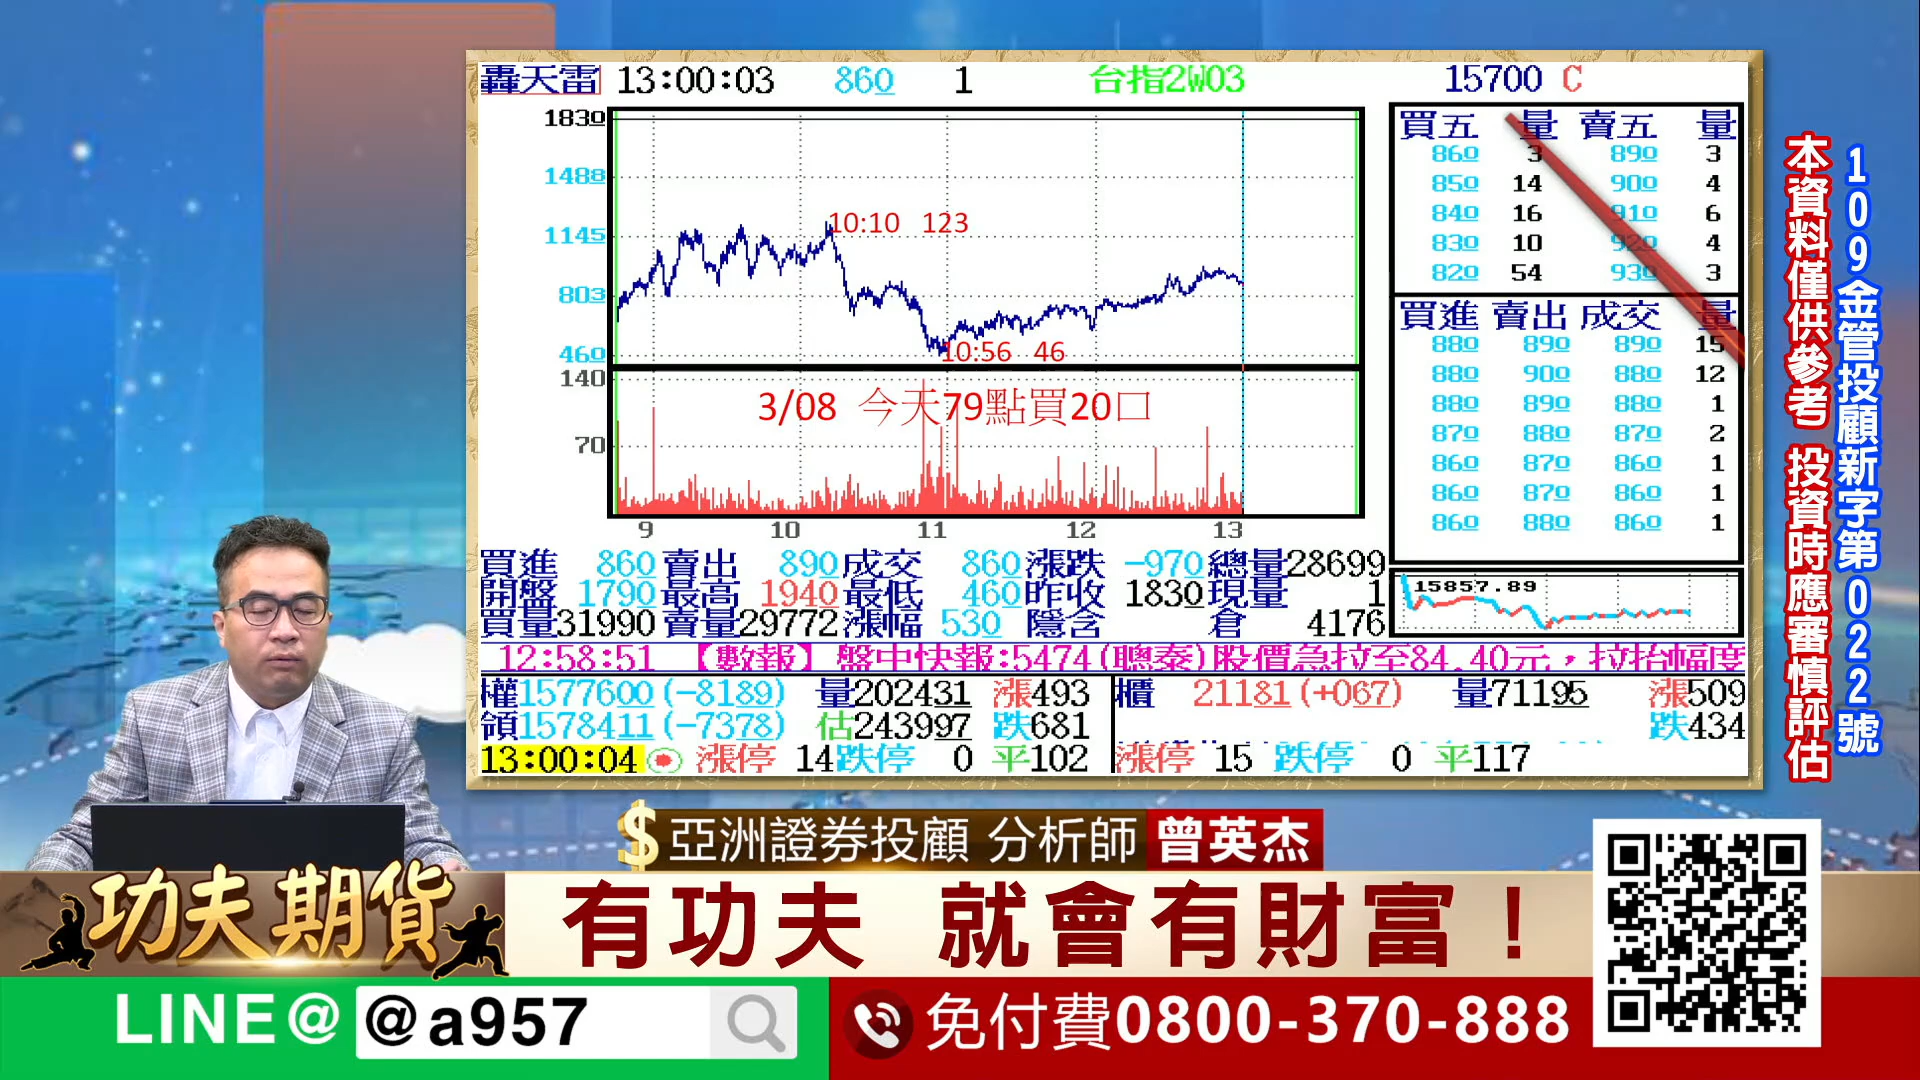 轟天雷 13:00:03 860 1 台指2W03 15700 C
1830
1488
1145
803
460
140
70
10:10 123
10:56 46
3/08 今天79點買20口
9 10 11 12 13
買五 量 賣五 量
860 3 890 3
850 14 900 4
840 16 910 6
830 10 920 4
820 54 930 3
買進 賣出 成交 量
880 890 890 15
880 900 880 12
880 890 880 1
870 880 870 2
860 870 860 1
860 870 860 1
860 880 860 1
15857.89
買進 860 賣出 890 成交 860 漲跌 -970 總量28699
開盤 1790 最高 1940 最低 460 昨收 1830 現量 1
買量31990 賣量29772 漲幅 530 隱含 倉 4176
12:58:51 【數報】盤中快報:5474(聰泰)股價急拉至84.40元，拉抬幅度
權1577600(-8189) 量202431 漲493 櫃 21181(+067) 量71195 漲509
領1578411(-7378) 估243997 跌681 跌434
13:00:04 漲停 14跌停 0 平102 漲停 15 跌停 0 平117
109金管投顧新字第022號
本資料僅供參考 投資時應審慎評估
$亞洲證券投顧 分析師 曾英杰
功夫期貨
有功夫 就會有財富！
LINE@ @a957
免付費0800-370-888